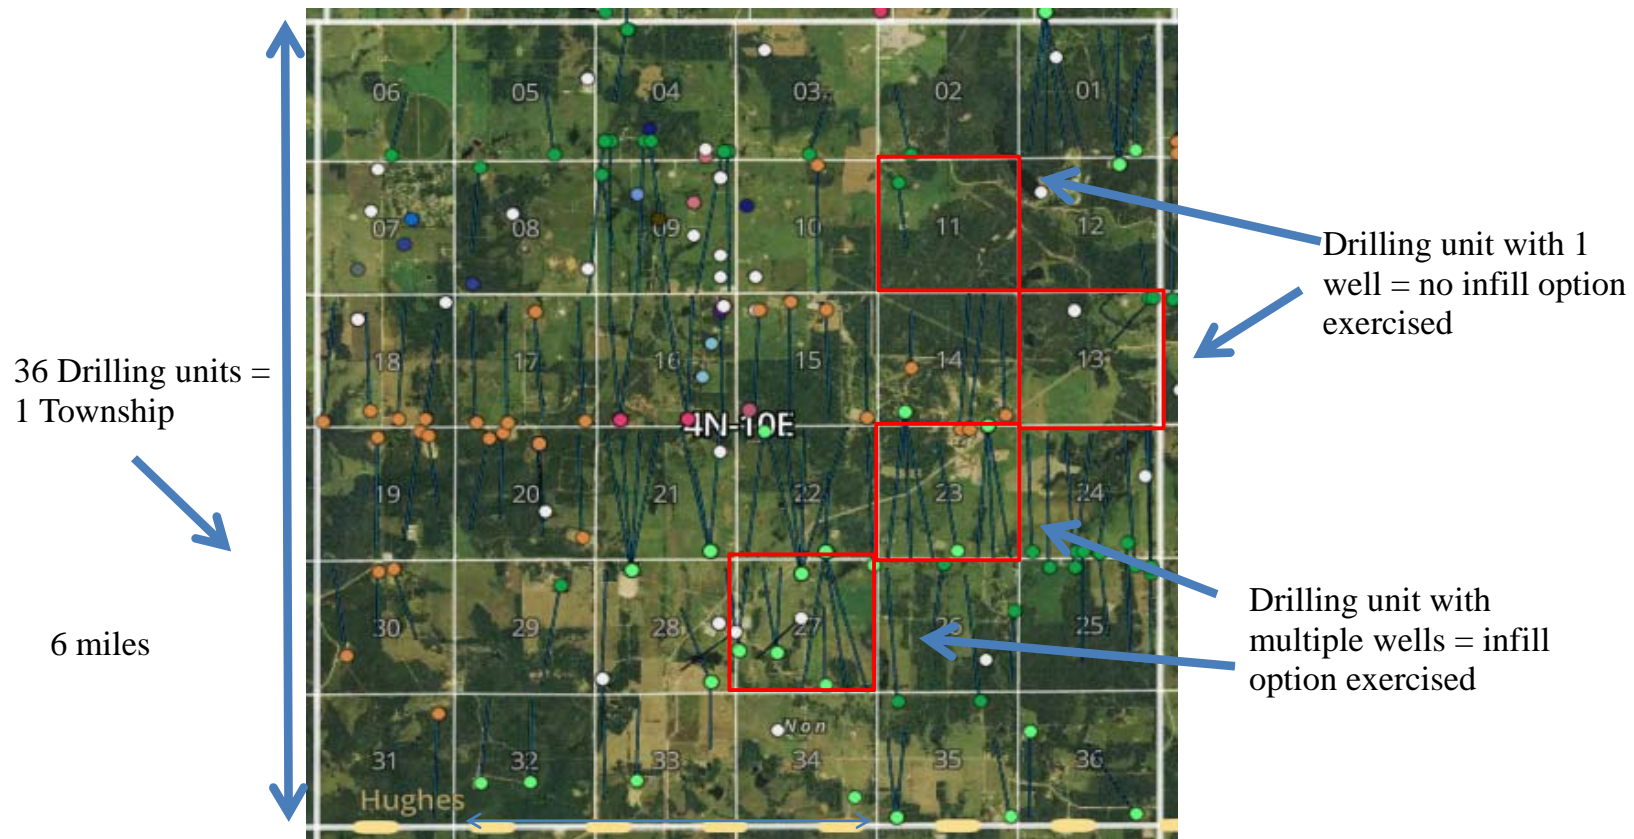 06 05 04 03 02 01
07 08 09 10 11 12
Drilling unit with 1
well = no infill option
exercised
18 17 16 15 14 13
36 Drilling units =
1 Township
4N-10E
19 20 21 22 23 24
30 29 28 27 26 25
6 miles
Drilling unit with
multiple wells = infill
option exercised
Non
31 32 33 34 35 36
Hughes